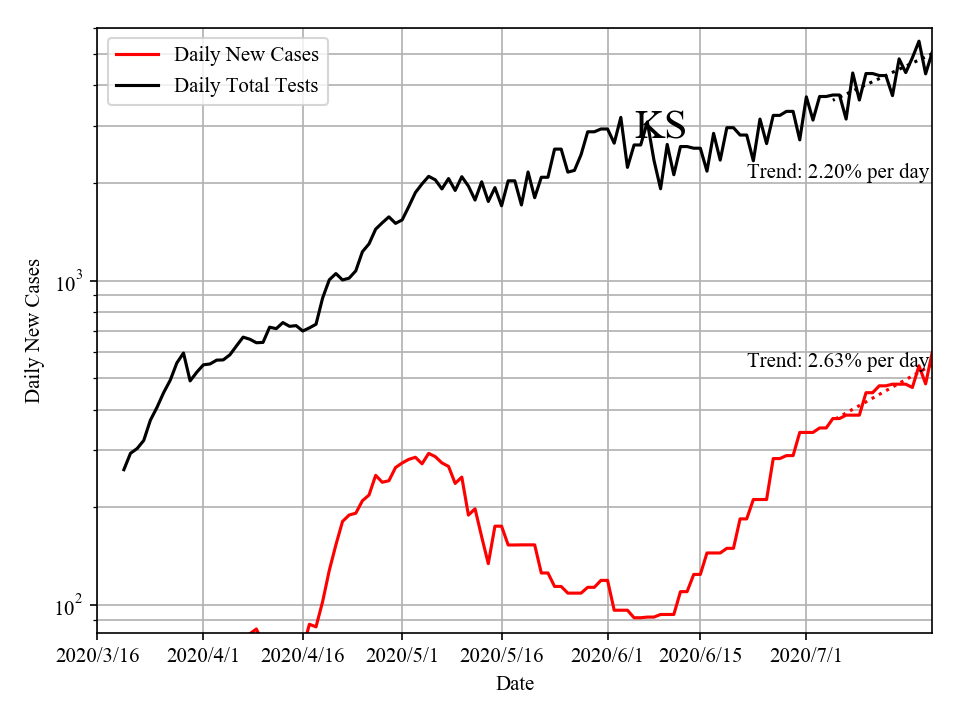 Daily New Cases
Daily Total Tests
KS
Trend: 2.20% per day
Trend: 2.63% per day
Daily New Cases
10³
10²
2020/3/16
2020/4/1
2020/4/16
2020/5/1
2020/5/16
2020/6/1
2020/6/15
2020/7/1
Date